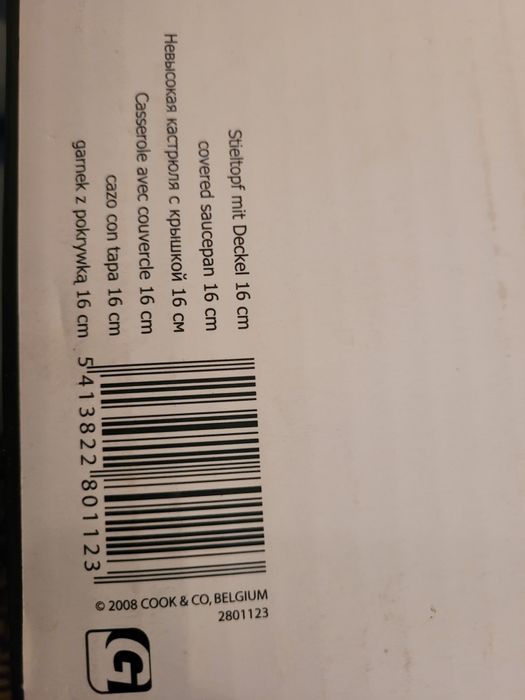 Stieltopf mit Deckel 16 cm
covered saucepan 16 cm
Невысокая кастрюля с крышкой 16 см
Casserole avec couvercle 16 cm
cazo con tapa 16 cm
garnek z pokrywką 16 cm
5 413822 801123
© 2008 COOK & CO, BELGIUM
2801123
G